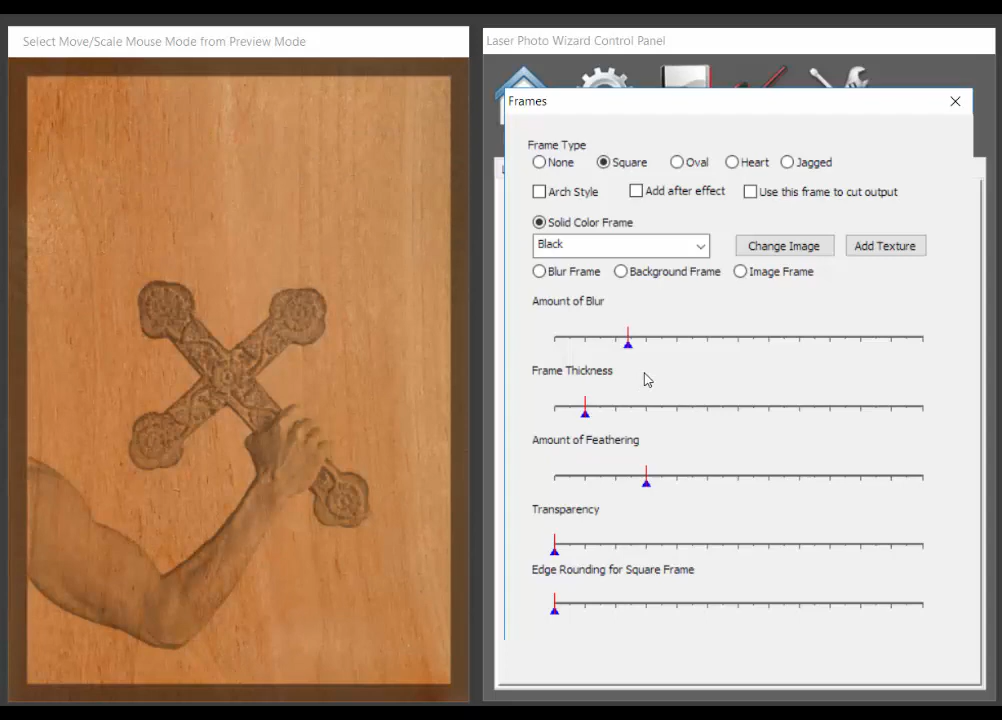 Select Move/Scale Mouse Mode from Preview Mode
Laser Photo Wizard Control Panel
Frames
Frame Type
None Square Oval Heart Jagged
Arch Style Add after effect Use this frame to cut output
Solid Color Frame
Black Change Image Add Texture
Blur Frame Background Frame Image Frame
Amount of Blur
Frame Thickness
Amount of Feathering
Transparency
Edge Rounding for Square Frame